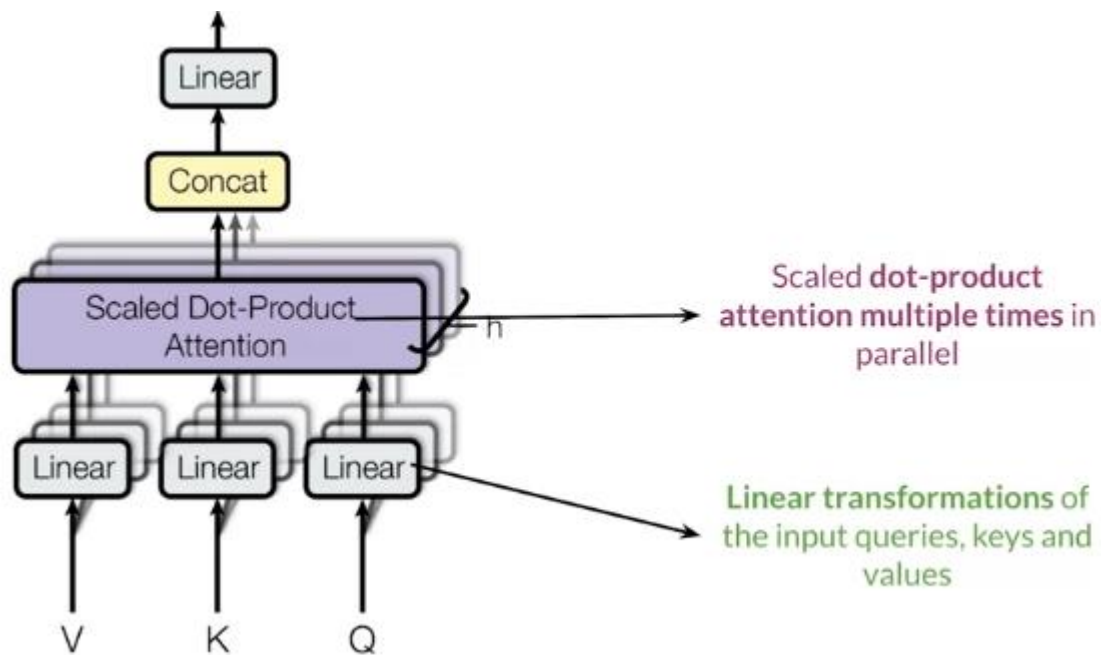 Linear
Concat
Scaled Dot-Product
Attention
h
Linear
Linear
Linear
V
K
Q
Scaled dot-product
attention multiple times in
parallel
Linear transformations of
the input queries, keys and
values